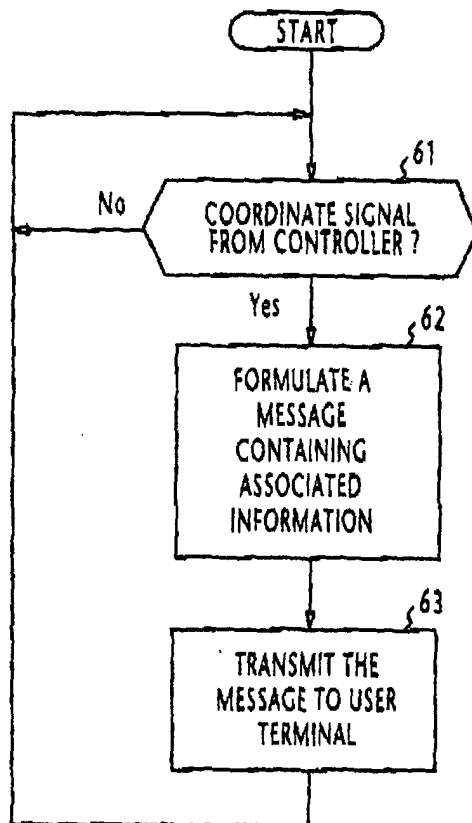 START
61
No
COORDINATE SIGNAL
FROM CONTROLLER ?
Yes
62
FORMULATE A
MESSAGE
CONTAINING
ASSOCIATED
INFORMATION
63
TRANSMIT THE
MESSAGE TO USER
TERMINAL